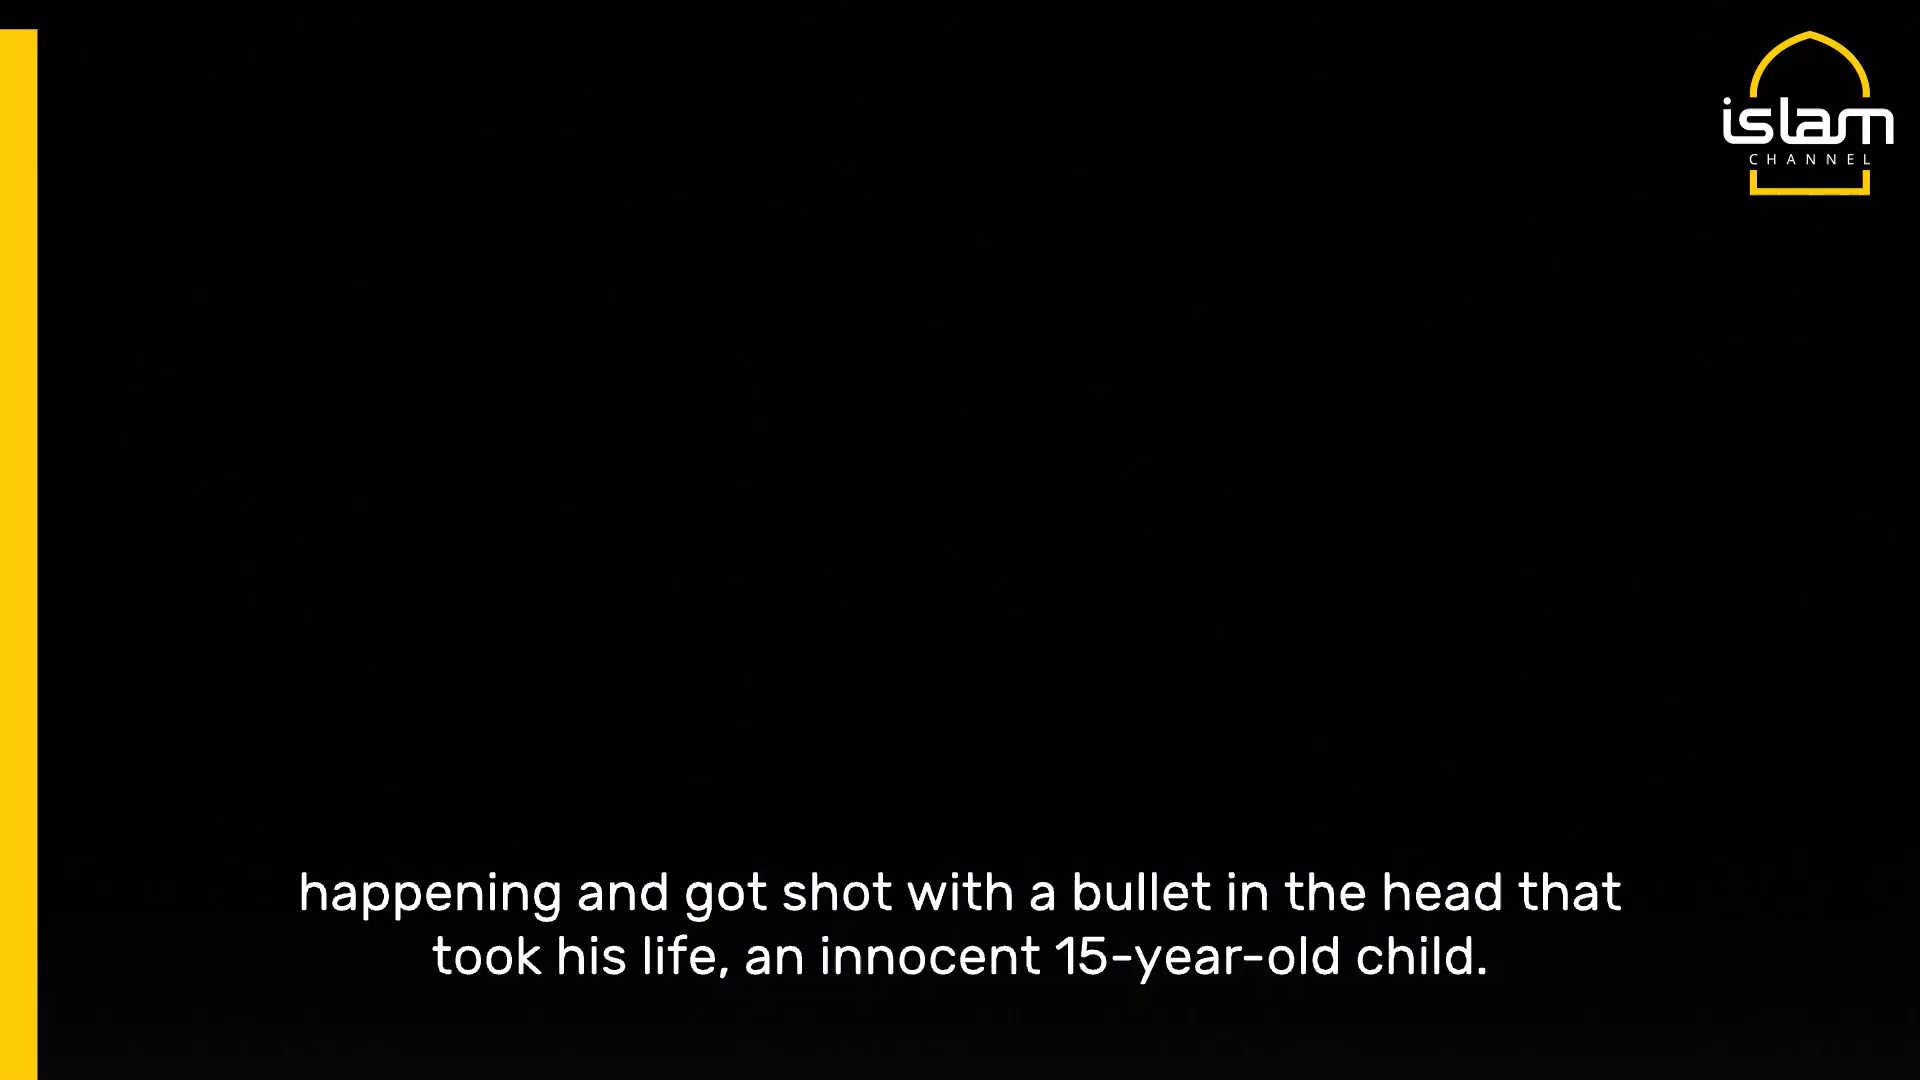 islam
CHANNEL
happening and got shot with a bullet in the head that
took his life, an innocent 15-year-old child.